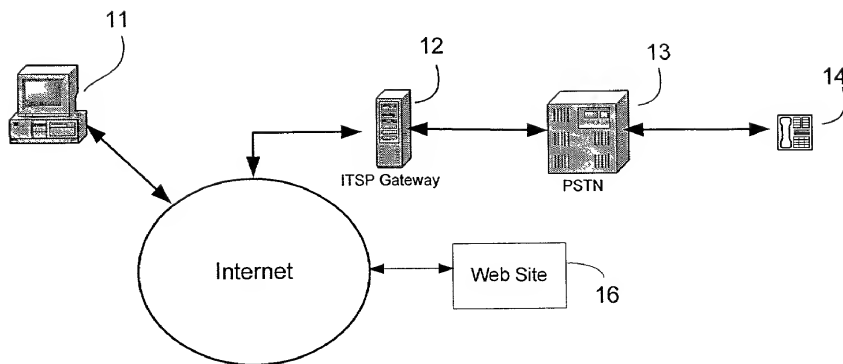 11
12
13
14
ITSP Gateway
PSTN
Internet
Web Site
16